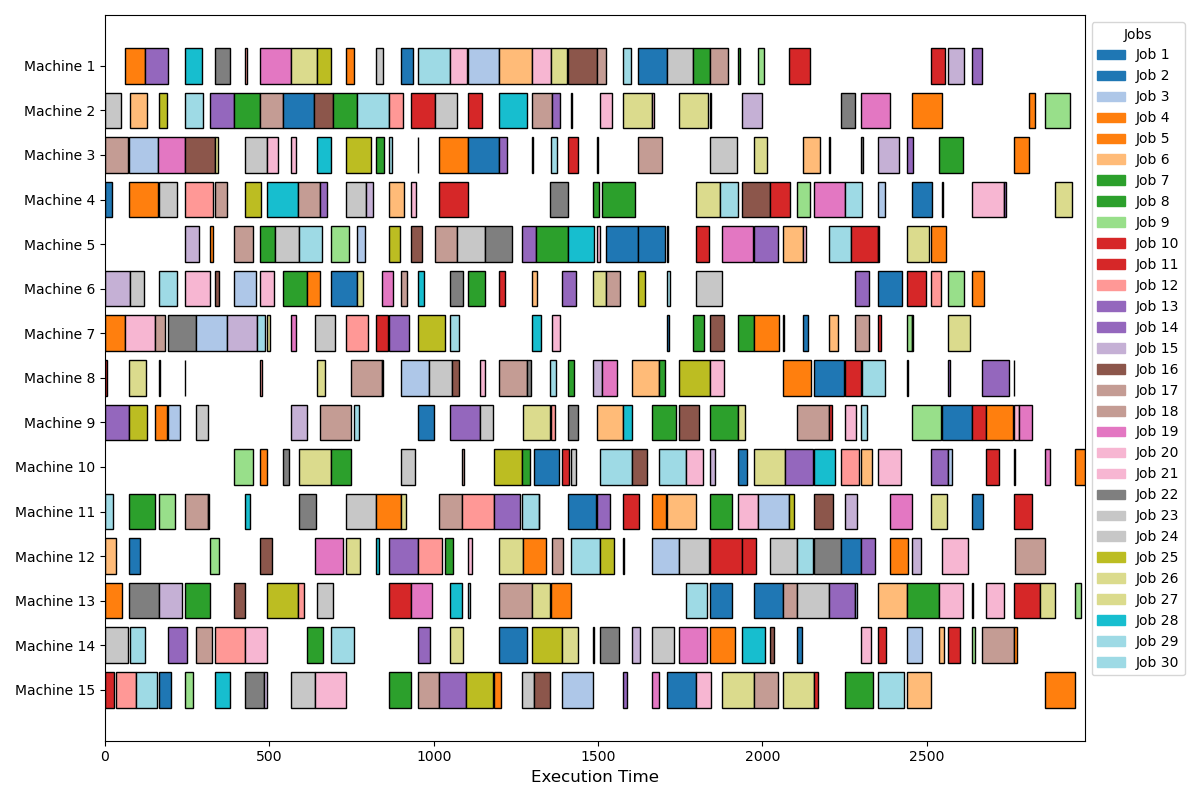 Machine 1
Machine 2
Machine 3
Machine 4
Machine 5
Machine 6
Machine 7
Machine 8
Machine 9
Machine 10
Machine 11
Machine 12
Machine 13
Machine 14
Machine 15
0 500 1000 1500 2000 2500
Execution Time
Jobs
Job 1
Job 2
Job 3
Job 4
Job 5
Job 6
Job 7
Job 8
Job 9
Job 10
Job 11
Job 12
Job 13
Job 14
Job 15
Job 16
Job 17
Job 18
Job 19
Job 20
Job 21
Job 22
Job 23
Job 24
Job 25
Job 26
Job 27
Job 28
Job 29
Job 30